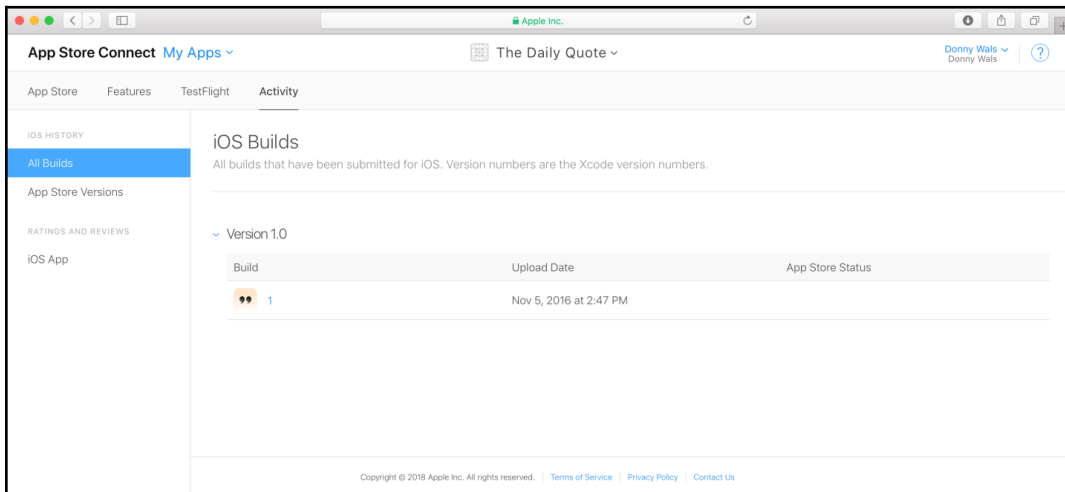 Apple Inc.
App Store Connect My Apps The Daily Quote Donny Wals
Donny Wals
?
App Store Features TestFlight Activity
iOS HISTORY
All Builds
App Store Versions
RATINGS AND REVIEWS
iOS App
iOS Builds
All builds that have been submitted for iOS. Version numbers are the Xcode version numbers.
Version 1.0
Build Upload Date App Store Status
1 Nov 5, 2016 at 2:47 PM
Copyright © 2018 Apple Inc. All rights reserved. Terms of Service Privacy Policy Contact Us